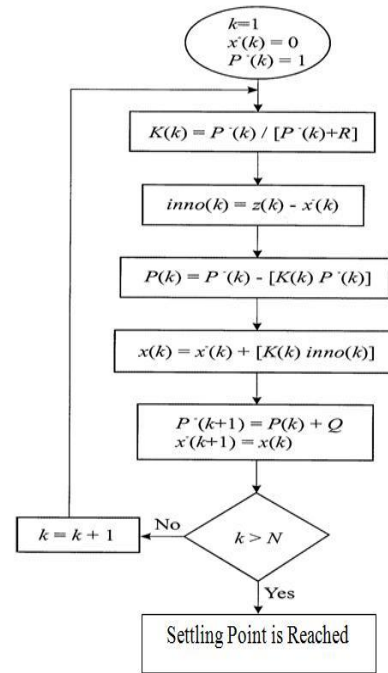 k=1
x⁻(k) = 0
P⁻(k) = 1
K(k) = P⁻(k) / [P⁻(k)+R]
inno(k) = z(k) - x⁻(k)
P(k) = P⁻(k) - [K(k) P⁻(k)]
x(k) = x⁻(k) + [K(k) inno(k)]
P⁻(k+1) = P(k) + Q
x⁻(k+1) = x(k)
k > N
No
k = k + 1
Yes
Settling Point is Reached